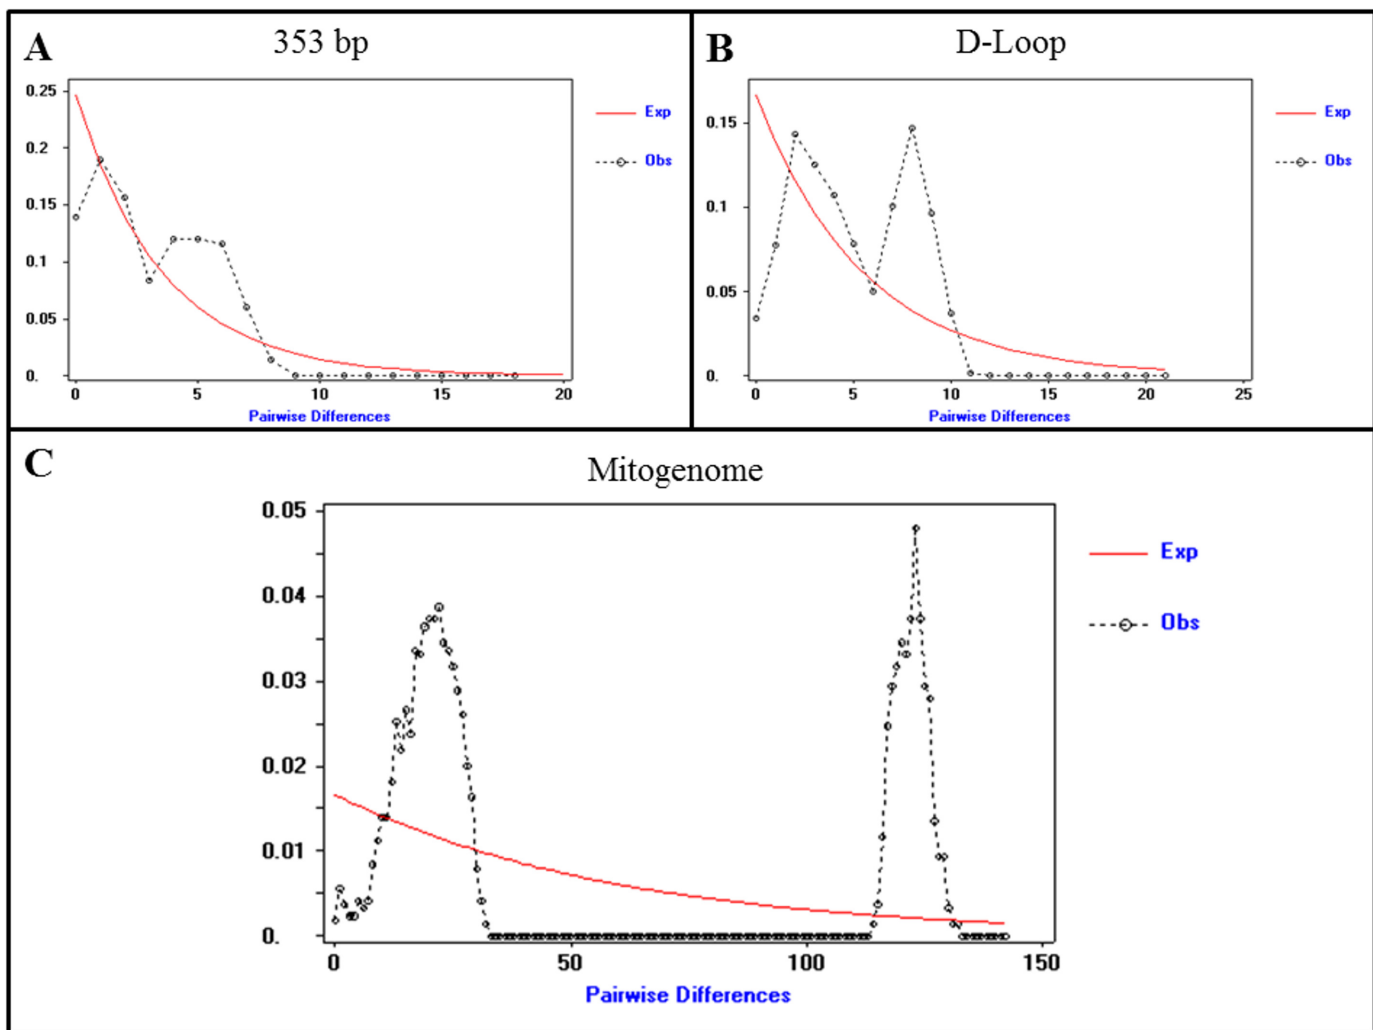 A
353 bp
0.25
0.2
0.15
0.1
0.05
0.
0 5 10 15 20
Pairwise Differences
Exp
Obs
B
D-Loop
0.15
0.1
0.05
0.
0 5 10 15 20 25
Pairwise Differences
Exp
Obs
C
Mitogenome
0.05
0.04
0.03
0.02
0.01
0.
0 50 100 150
Pairwise Differences
Exp
Obs